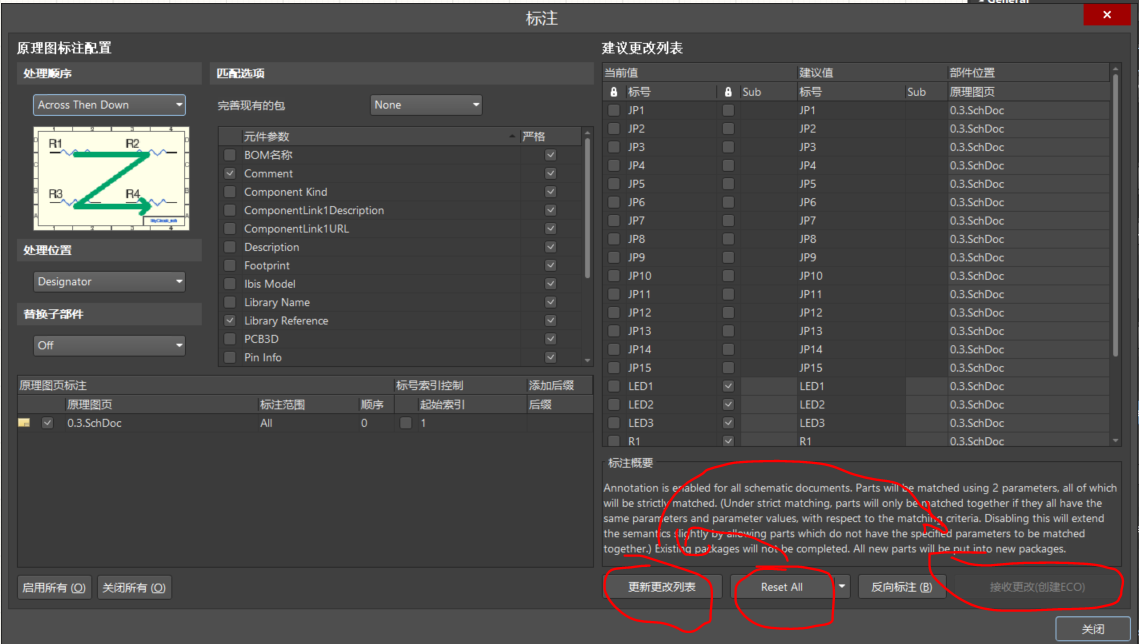 General
标注
原理图标注配置
处理顺序
Across Then Down
R1 R2
R3 R4
处理位置
Designator
替换子部件
Off
匹配选项
完善现有的包 None
元件参数 严格
BOM名称
Comment
Component Kind
ComponentLink1Description
ComponentLink1URL
Description
Footprint
Ibis Model
Library Name
Library Reference
PCB3D
Pin Info
原理图页标注 标号索引控制 添加后缀
原理图页 标注范围 顺序 起始索引 后缀
0.3.SchDoc All 0 1
启用所有 (O) 关闭所有 (O)
建议更改列表
当前值 建议值 部件位置
标号 Sub 标号 Sub 原理图页
JP1 JP1 0.3.SchDoc
JP2 JP2 0.3.SchDoc
JP3 JP3 0.3.SchDoc
JP4 JP4 0.3.SchDoc
JP5 JP5 0.3.SchDoc
JP6 JP6 0.3.SchDoc
JP7 JP7 0.3.SchDoc
JP8 JP8 0.3.SchDoc
JP9 JP9 0.3.SchDoc
JP10 JP10 0.3.SchDoc
JP11 JP11 0.3.SchDoc
JP12 JP12 0.3.SchDoc
JP13 JP13 0.3.SchDoc
JP14 JP14 0.3.SchDoc
JP15 JP15 0.3.SchDoc
LED1 LED1 0.3.SchDoc
LED2 LED2 0.3.SchDoc
LED3 LED3 0.3.SchDoc
R1 R1 0.3.SchDoc
标注概要
Annotation is enabled for all schematic documents. Parts will be matched using 2 parameters, all of which
will be strictly matched. (Under strict matching, parts will only be matched together if they all have the
same parameters and parameter values, with respect to the matching criteria. Disabling this will extend
the semantics slightly by allowing parts which do not have the specified parameters to be matched
together.) Existing packages will not be completed. All new parts will be put into new packages.
更新更改列表 Reset All 反向标注 (B) 接收更改(创建ECO)
关闭